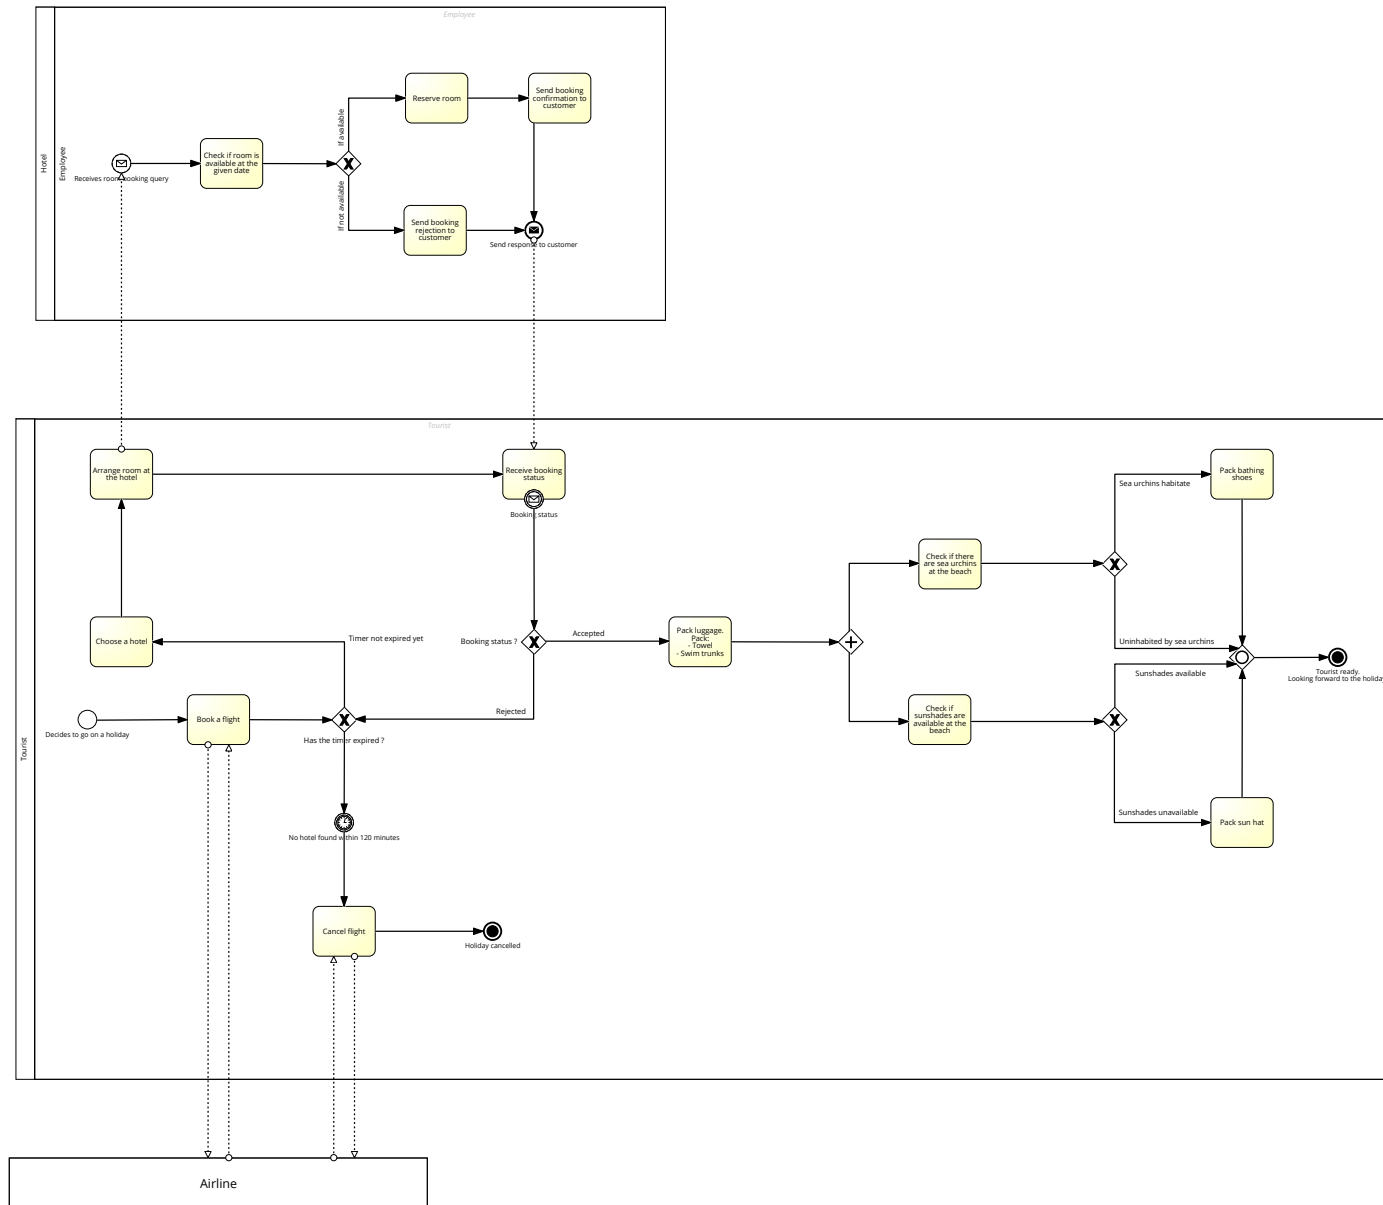 Employee
Hotel
Employee
Receives room booking query
Check if room is
available at the
given date
If available
If not available
Reserve room
Send booking
confirmation to
customer
Send booking
rejection to
customer
Send response to customer
Tourist
Tourist
Arrange room at
the hotel
Receive booking
status
Booking status
Choose a hotel
Timer not expired yet
Booking status ?
Accepted
Rejected
Decides to go on a holiday
Book a flight
Has the timer expired ?
No hotel found within 120 minutes
Cancel flight
Holiday cancelled
Pack luggage.
Pack:
- Towel
- Swim trunks
Check if there
are sea urchins
at the beach
Check if
sunshades are
available at the
beach
Sea urchins habitate
Uninhabited by sea urchins
Sunshades available
Sunshades unavailable
Pack bathing
shoes
Pack sun hat
Tourist ready.
Looking forward to the holiday
Airline